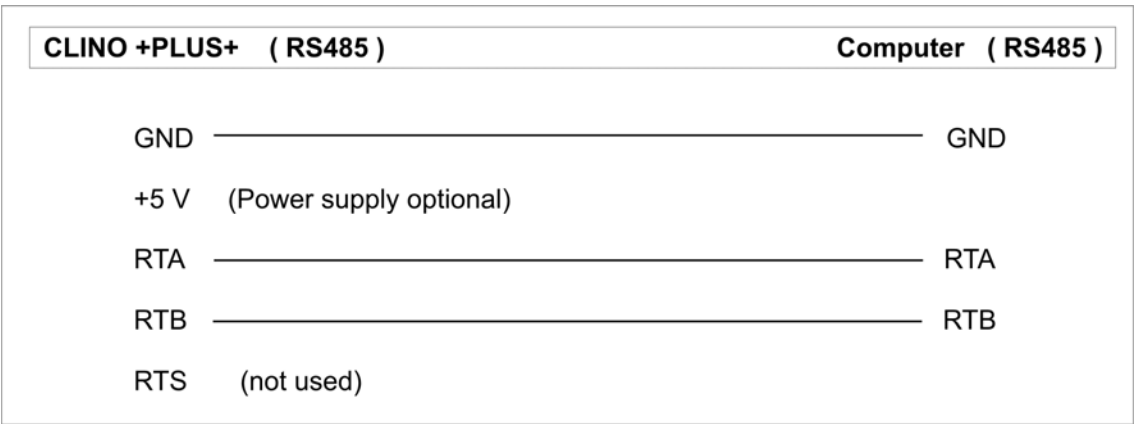 CLINO +PLUS+ ( RS485 ) Computer ( RS485 )
GND GND
+5 V (Power supply optional)
RTA RTA
RTB RTB
RTS (not used)